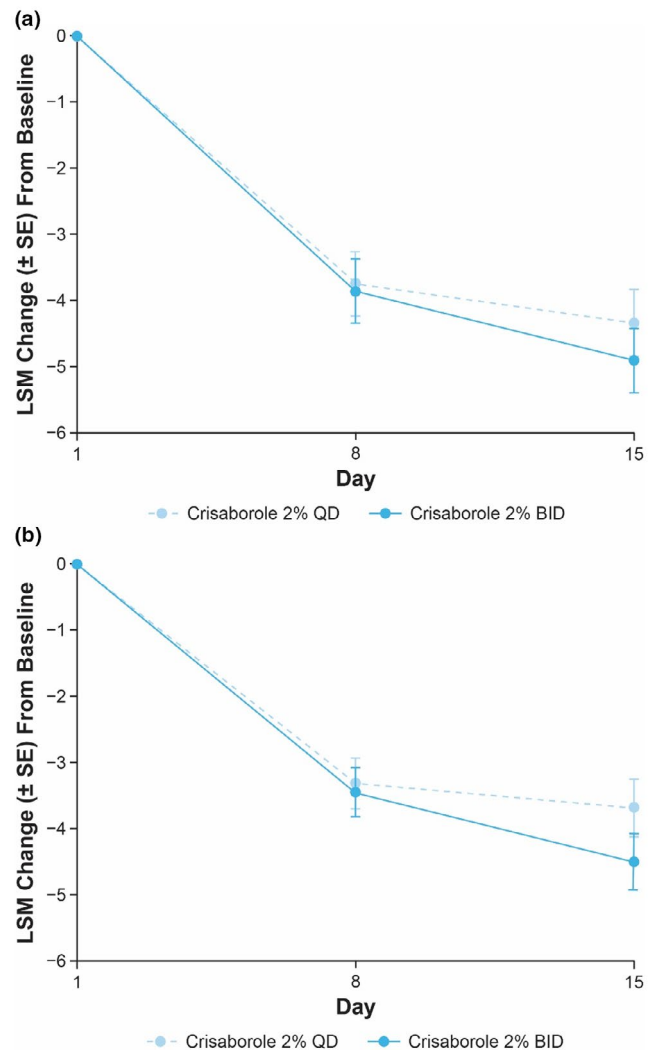 (a)
LSM Change (± SE) From Baseline
0
−1
−2
−3
−4
−5
−6
1 8 15
Day
Crisaborole 2% QD Crisaborole 2% BID
(b)
LSM Change (± SE) From Baseline
0
−1
−2
−3
−4
−5
−6
1 8 15
Day
Crisaborole 2% QD Crisaborole 2% BID